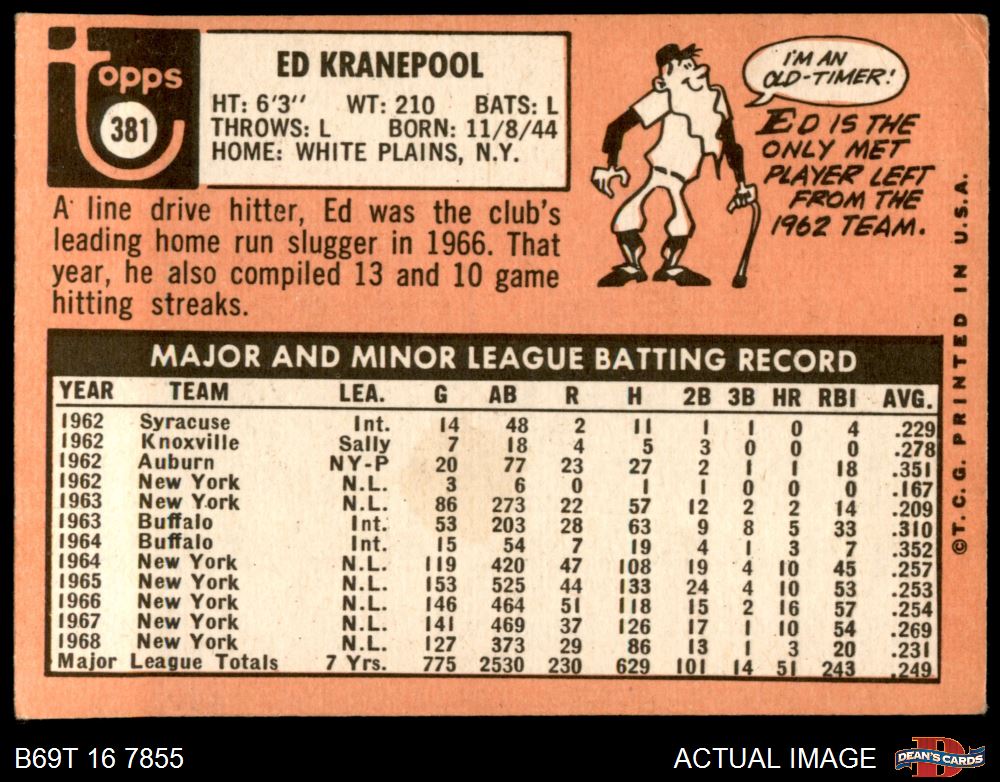 Topps
381
ED KRANEPOOL
HT: 6'3" WT: 210 BATS: L
THROWS: L BORN: 11/8/44
HOME: WHITE PLAINS, N.Y.
A line drive hitter, Ed was the club's
leading home run slugger in 1966. That
year, he also compiled 13 and 10 game
hitting streaks.
I'M AN
OLD-TIMER!
ED IS THE
ONLY MET
PLAYER LEFT
FROM THE
1962 TEAM.
MAJOR AND MINOR LEAGUE BATTING RECORD
YEAR TEAM LEA. G AB R H 2B 3B HR RBI AVG.
1962 Syracuse Int. 14 48 2 11 1 1 0 4 .229
1962 Knoxville Sally 7 18 4 5 3 0 0 0 .278
1962 Auburn NY-P 20 77 23 27 2 1 1 18 .351
1962 New York N.L. 3 6 0 1 1 0 0 0 .167
1963 New York N.L. 86 273 22 57 12 2 2 14 .209
1963 Buffalo Int. 53 203 28 63 9 8 5 33 .310
1964 Buffalo Int. 15 54 7 19 4 1 3 7 .352
1964 New York N.L. 119 420 47 108 19 4 10 45 .257
1965 New York N.L. 153 525 44 133 24 4 10 53 .253
1966 New York N.L. 146 464 51 118 15 2 16 57 .254
1967 New York N.L. 141 469 37 126 17 1 10 54 .269
1968 New York N.L. 127 373 29 86 13 1 3 20 .231
Major League Totals 7 Yrs. 775 2530 230 629 101 14 51 243 .249
©T.C.G. PRINTED IN U.S.A.
B69T 16 7855
ACTUAL IMAGE
D
DEAN'S CARDS